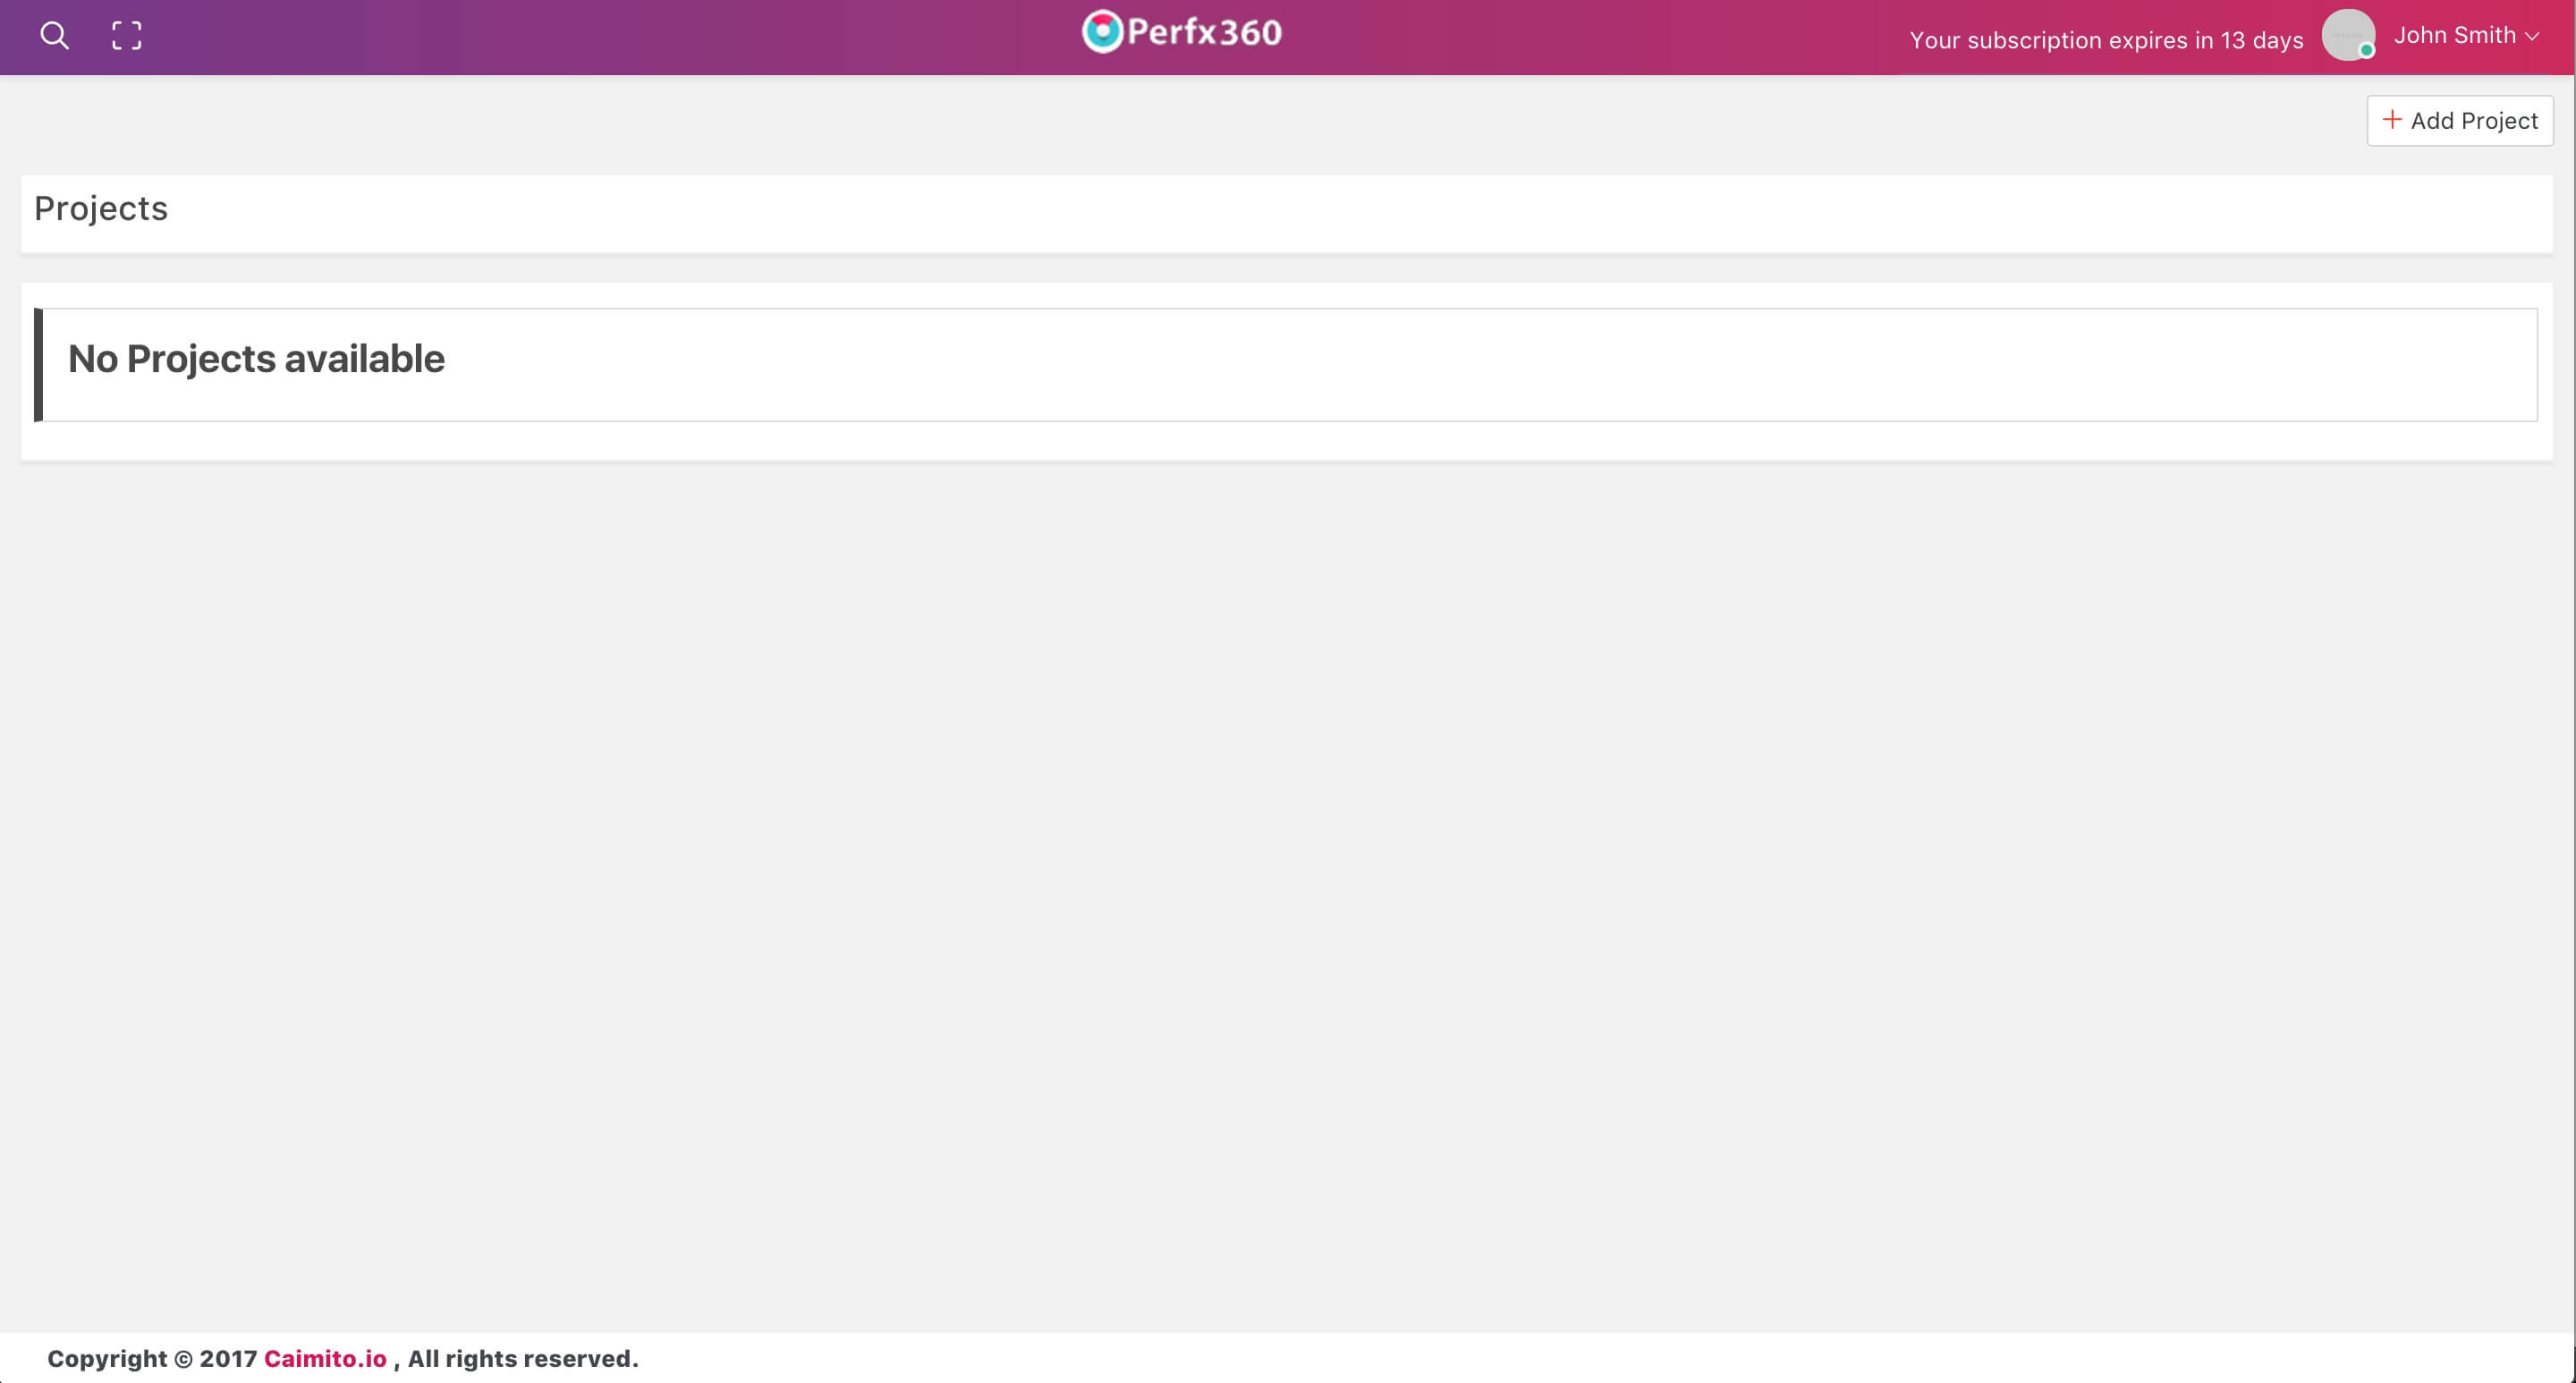 Perfx360
Your subscription expires in 13 days
John Smith
Add Project
Projects
No Projects available
Copyright © 2017 Caimito.io , All rights reserved.